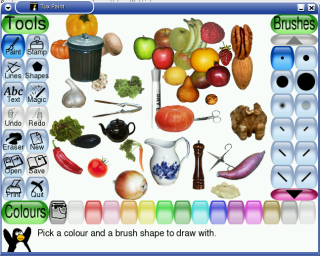 Tux Paint
Tools
Brushes
Paint
Stamp
Lines
Shapes
Abc
Text
Magic
Undo
Redo
Eraser
New
Open
Save
Print
Quit
Colours
Pick a colour and a brush shape to draw with.